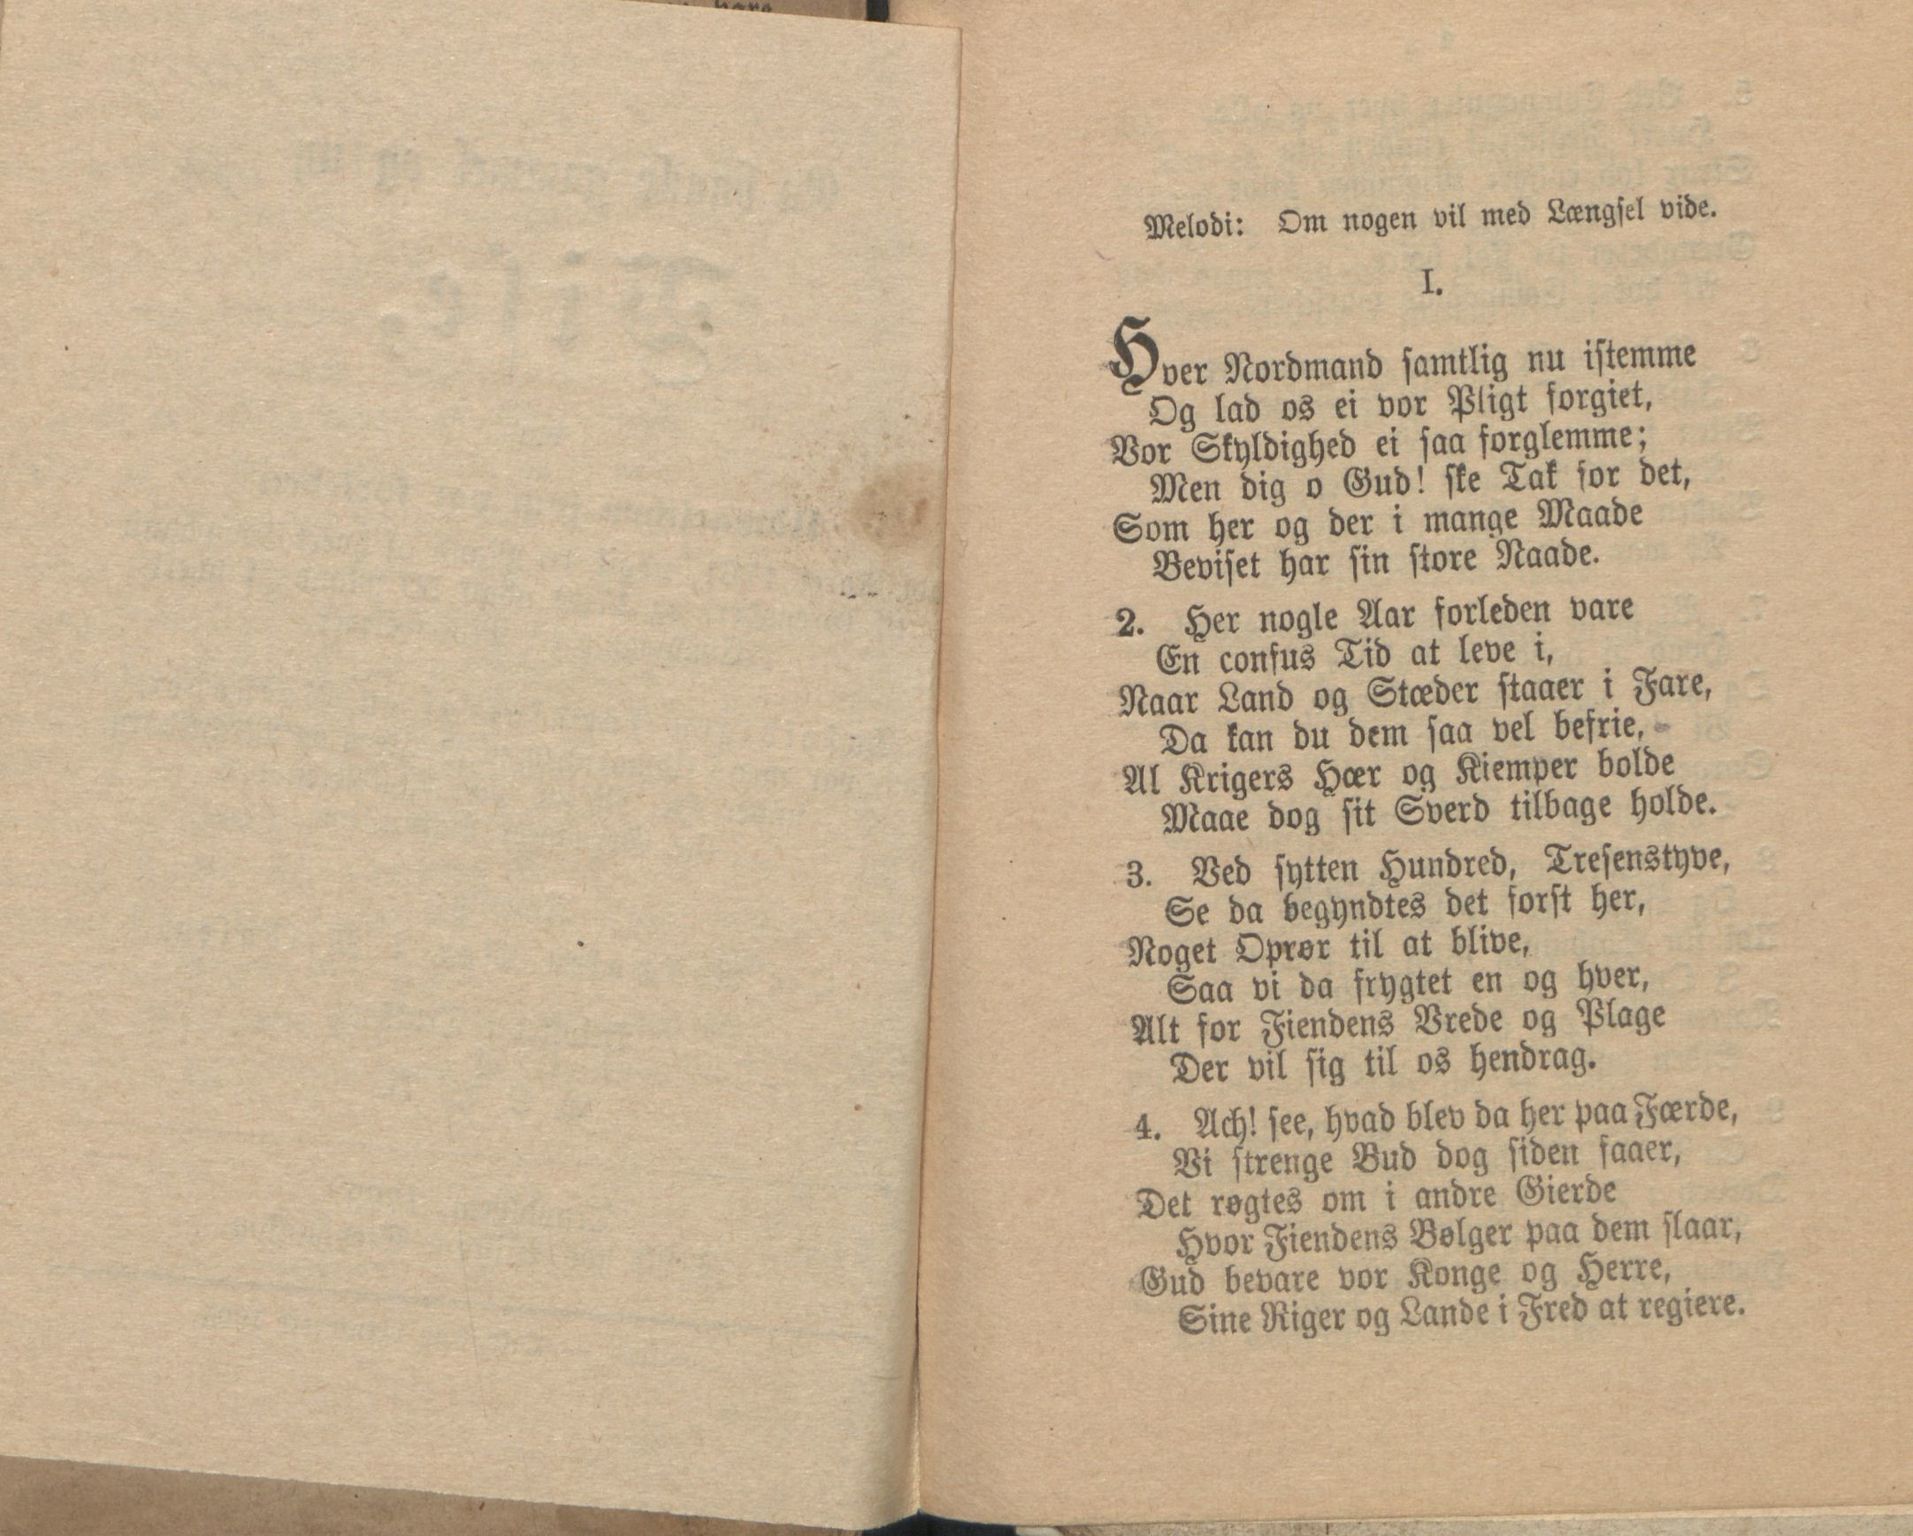 Melodi: Om nogen vil med Længsel vide.
I.
Hver Nordmand samtlig nu istemme
Og lad os ei vor Pligt forgiet,
Vor Skyldighed ei saa forglemme;
Men dig o Gud! ske Tak for det,
Som her og der i mange Maade
Beviset har sin store Naade.
2. Her nogle Aar forleden vare
En confus Tid at leve i,
Naar Land og Stæder staaer i Fare,
Da kan du dem saa vel befrie,
Al Krigers Hær og Kiemper bolde
Maae dog sit Sverd tilbage holde.
3. Ved sytten Hundred, Tresenstyve,
Se da begyndtes det først her,
Noget Oprør til at blive,
Saa vi da frygtet en og hver,
Alt for Fiendens Vrede og Plage
Der vil sig til os hendrag.
4. Ach! see, hvad blev da her paa Færde,
Vi strenge Bud dog siden faaer,
Det røgtes om i andre Gierde
Hvor Fiendens Bølger paa dem slaar,
Gud bevare vor Konge og Herre,
Sine Riger og Lande i Fred at regiere.